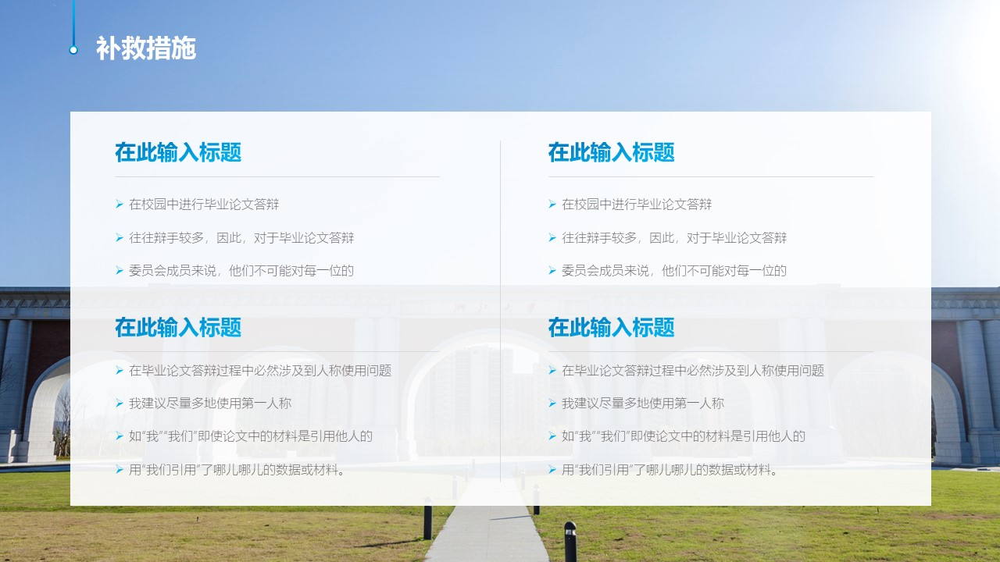 补救措施
在此输入标题
在校园中进行毕业论文答辩
往往辩手较多，因此，对于毕业论文答辩
委员会成员来说，他们不可能对每一位的
在此输入标题
在校园中进行毕业论文答辩
往往辩手较多，因此，对于毕业论文答辩
委员会成员来说，他们不可能对每一位的
在此输入标题
在毕业论文答辩过程中必然涉及到人称使用问题
我建议尽量多地使用第一人称
如“我”“我们”即使论文中的材料是引用他人的
用“我们引用”了哪儿哪儿的数据或材料。
在此输入标题
在毕业论文答辩过程中必然涉及到人称使用问题
我建议尽量多地使用第一人称
如“我”“我们”即使论文中的材料是引用他人的
用“我们引用”了哪儿哪儿的数据或材料。